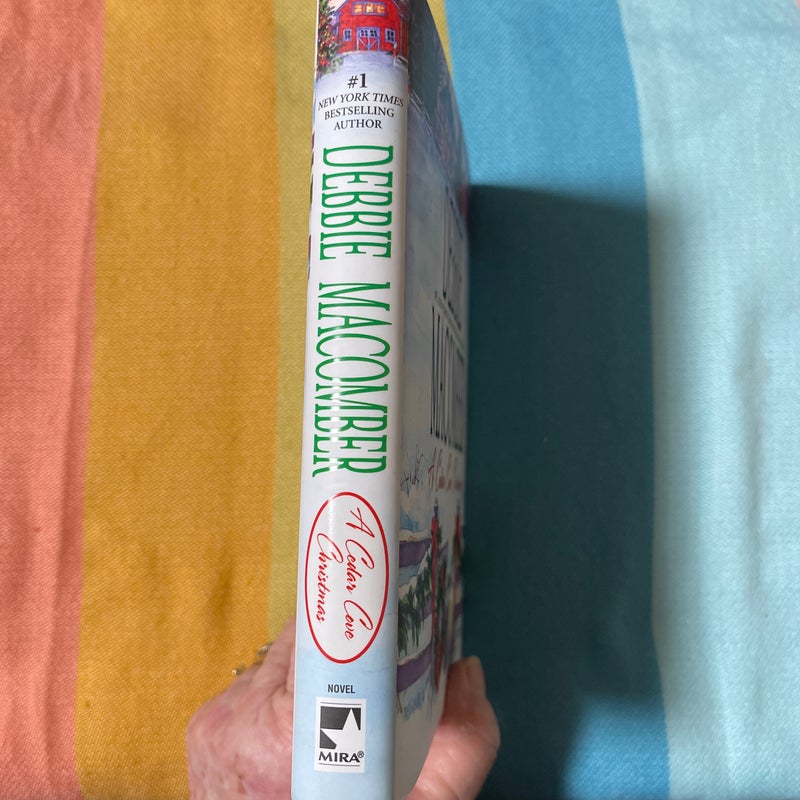 #1
NEW YORK TIMES
BESTSELLING
AUTHOR
DEBBIE MACOMBER
A Cedar Cove
Christmas
NOVEL
MIRA®